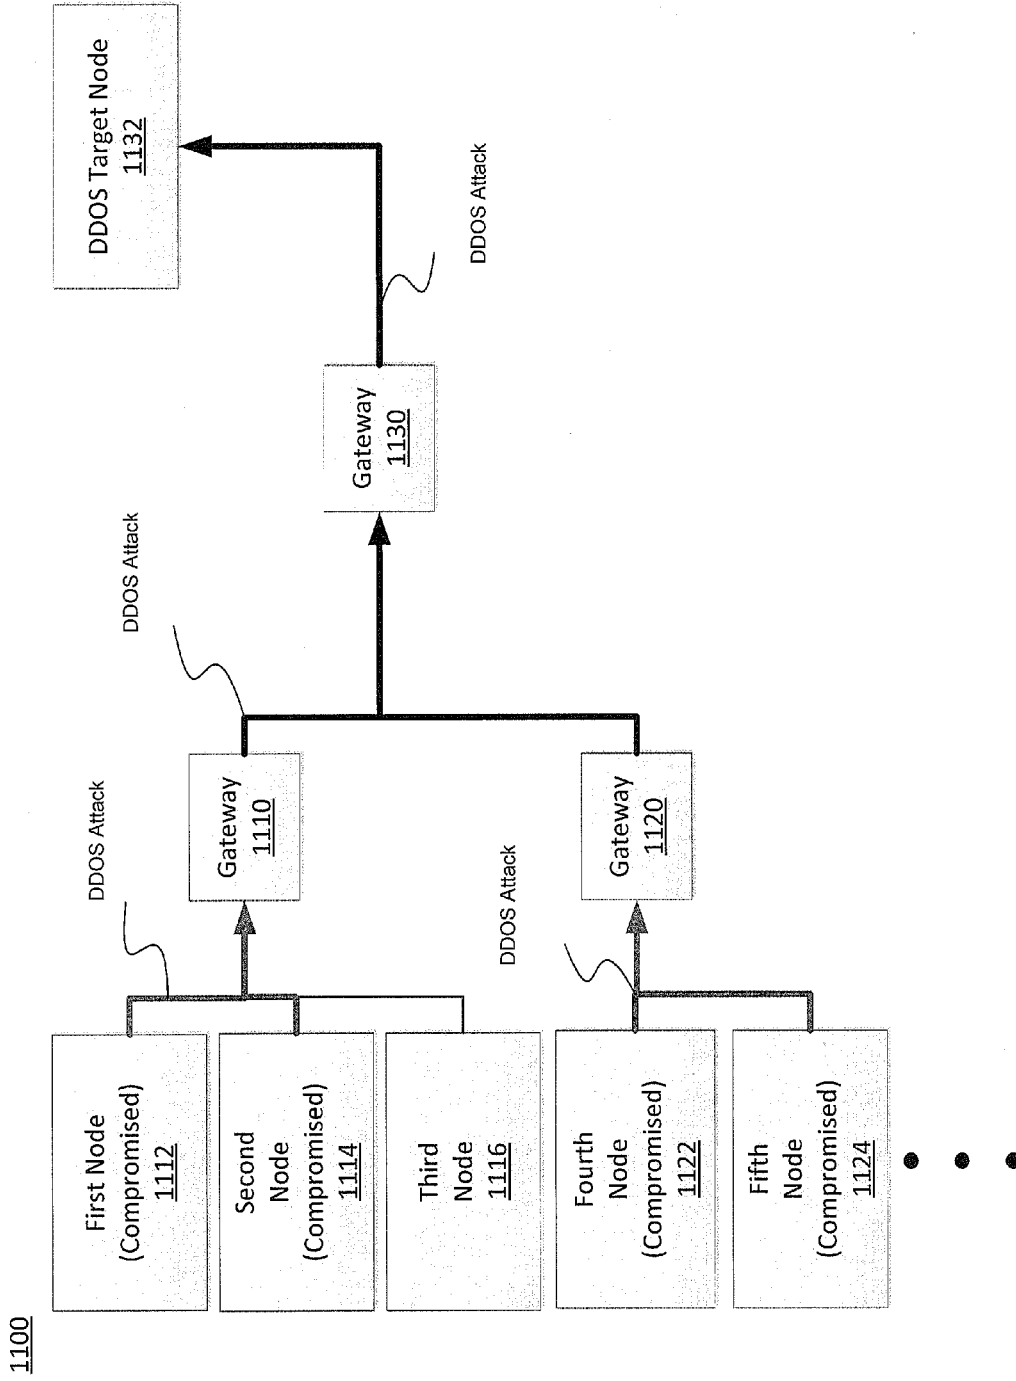 1100
First Node
(Compromised)
1112
Second
Node
(Compromised)
1114
Third
Node
1116
Fourth
Node
(Compromised)
1122
Fifth
Node
(Compromised)
1124
DDOS Attack
DDOS Attack
Gateway
1110
Gateway
1120
DDOS Attack
Gateway
1130
DDOS Attack
DDOS Target Node
1132